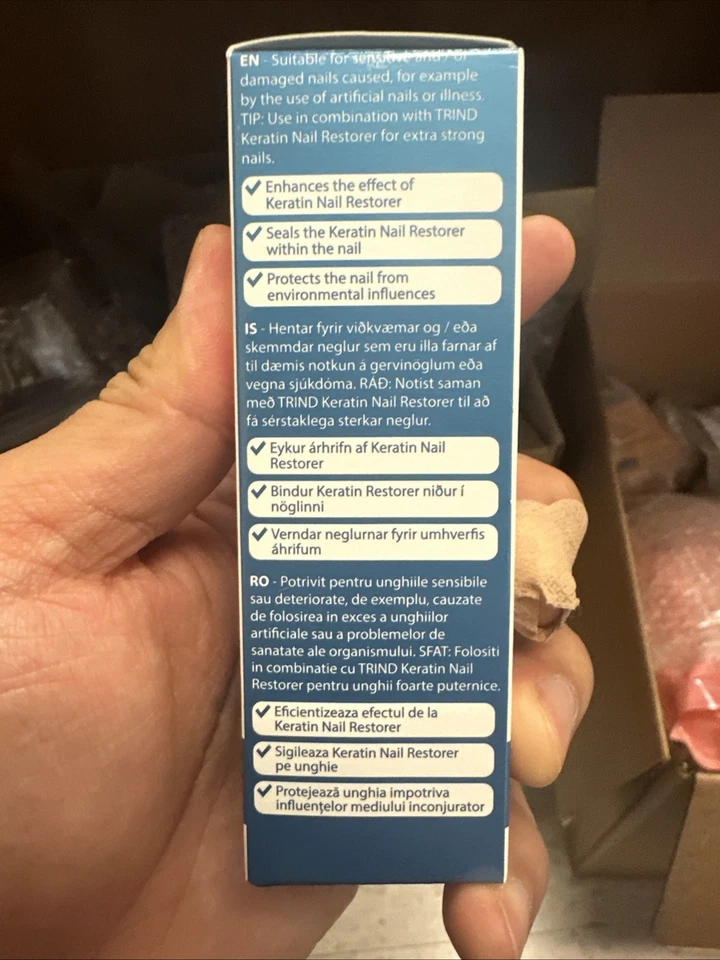 EN - Suitable for sensitive and / or
damaged nails caused, for example
by the use of artificial nails or illness.
TIP: Use in combination with TRIND
Keratin Nail Restorer for extra strong
nails.
✔ Enhances the effect of
Keratin Nail Restorer
✔ Seals the Keratin Nail Restorer
within the nail
✔ Protects the nail from
environmental influences
IS - Hentar fyrir viðkvæmar og / eða
skemmdar neglur sem eru illa farnar af
til dæmis notkun á gervinöglum eða
vegna sjúkdóma. RÁÐ: Notist saman
með TRIND Keratin Nail Restorer til að
fá sérstaklega sterkar neglur.
✔ Eykur árhrifn af Keratin Nail
Restorer
✔ Bindur Keratin Restorer niður í
nöglinni
✔ Verndar neglurnar fyrir umhverfis
áhrifum
RO - Potrivit pentru unghiile sensibile
sau deteriorate, de exemplu, cauzate
de folosirea in exces a unghiilor
artificiale sau a problemelor de
sanatate ale organismului. SFAT: Folositi
in combinatie cu TRIND Keratin Nail
Restorer pentru unghii foarte puternice.
✔ Eficientizeaza efectul de la
Keratin Nail Restorer
✔ Sigileaza Keratin Nail Restorer
pe unghie
✔ Protejează unghia impotriva
influențelor mediului inconjurator